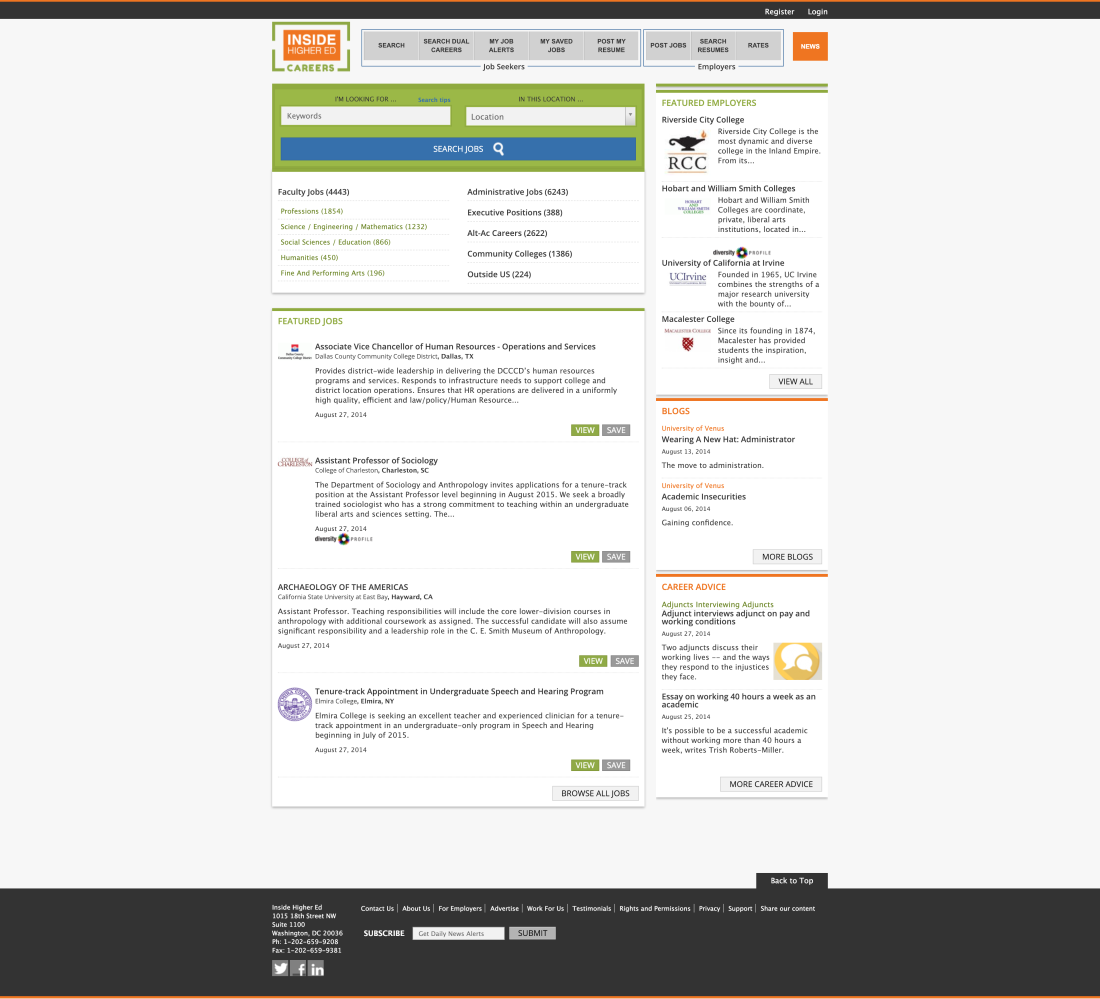 Register Login
INSIDE
HIGHER ED
CAREERS
SEARCH
SEARCH DUAL
CAREERS
MY JOB
ALERTS
MY SAVED
JOBS
POST MY
RESUME
Job Seekers
POST JOBS
SEARCH
RESUMES
RATES
Employers
NEWS
I'M LOOKING FOR ... Search tips
IN THIS LOCATION ...
Keywords
Location
SEARCH JOBS
Faculty Jobs (4443)
Professions (1854)
Science / Engineering / Mathematics (1232)
Social Sciences / Education (866)
Humanities (450)
Fine And Performing Arts (196)
Administrative Jobs (6243)
Executive Positions (388)
Alt-Ac Careers (2622)
Community Colleges (1386)
Outside US (224)
FEATURED JOBS
Associate Vice Chancellor of Human Resources - Operations and Services
Dallas County Community College District, Dallas, TX
Provides district-wide leadership in delivering the DCCCD's human resources
programs and services. Responds to infrastructure needs to support college and
district location operations. Ensures that HR operations are delivered in a uniformly
high quality, efficient and law/policy/Human Resource...
August 27, 2014
VIEW SAVE
COLLEGE of
CHARLESTON
Assistant Professor of Sociology
College of Charleston, Charleston, SC
The Department of Sociology and Anthropology invites applications for a tenure-track
position at the Assistant Professor level beginning in August 2015. We seek a broadly
trained sociologist who has a strong commitment to teaching within an undergraduate
liberal arts and sciences setting. The...
August 27, 2014
diversity PROFILE
VIEW SAVE
ARCHAEOLOGY OF THE AMERICAS
California State University at East Bay, Hayward, CA
Assistant Professor. Teaching responsibilities will include the core lower-division courses in
anthropology with additional coursework as assigned. The successful candidate will also assume
significant responsibility and a leadership role in the C. E. Smith Museum of Anthropology.
August 27, 2014
VIEW SAVE
Tenure-track Appointment in Undergraduate Speech and Hearing Program
Elmira College, Elmira, NY
Elmira College is seeking an excellent teacher and experienced clinician for a tenure-
track appointment in an undergraduate-only program in Speech and Hearing
beginning in July of 2015.
August 27, 2014
VIEW SAVE
BROWSE ALL JOBS
FEATURED EMPLOYERS
Riverside City College
RCC
Riverside City College is the
most dynamic and diverse
college in the Inland Empire.
From its...
Hobart and William Smith Colleges
HOBART
AND
WILLIAM SMITH
COLLEGES
Hobart and William Smith
Colleges are coordinate,
private, liberal arts
institutions, located in...
diversity PROFILE
University of California at Irvine
UCIrvine
Founded in 1965, UC Irvine
combines the strengths of a
major research university
with the bounty of...
Macalester College
MACALESTER COLLEGE
Since its founding in 1874,
Macalester has provided
students the inspiration,
insight and...
VIEW ALL
BLOGS
University of Venus
Wearing A New Hat: Administrator
August 13, 2014
The move to administration.
University of Venus
Academic Insecurities
August 06, 2014
Gaining confidence.
MORE BLOGS
CAREER ADVICE
Adjuncts Interviewing Adjuncts
Adjunct interviews adjunct on pay and
working conditions
August 27, 2014
Two adjuncts discuss their
working lives -- and the ways
they respond to the injustices
they face.
Essay on working 40 hours a week as an
academic
August 25, 2014
It's possible to be a successful academic
without working more than 40 hours a
week, writes Trish Roberts-Miller.
MORE CAREER ADVICE
Back to Top
Inside Higher Ed
1015 18th Street NW
Suite 1100
Washington, DC 20036
Ph: 1-202-659-9208
Fax: 1-202-659-9381
Contact Us | About Us | For Employers | Advertise | Work For Us | Testimonials | Rights and Permissions | Privacy | Support | Share our content
SUBSCRIBE Get Daily News Alerts SUBMIT